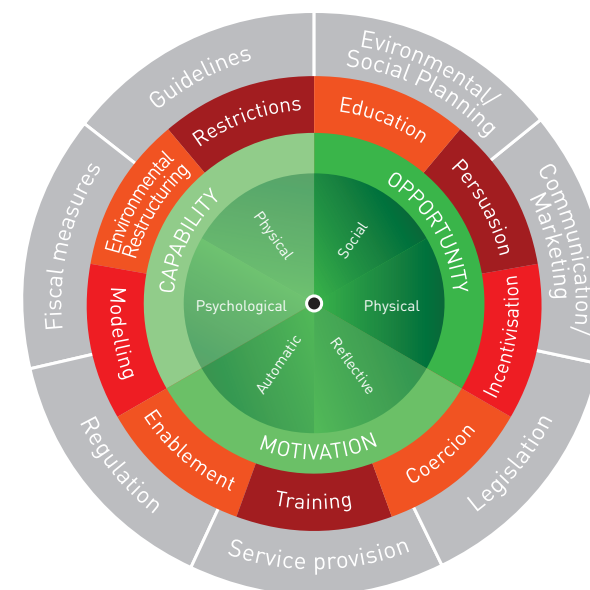 Guidelines
Evironmental/
Social Planning
Communication/
Marketing
Legislation
Service provision
Regulation
Fiscal measures
Restrictions
Education
Persuasion
Incentivisation
Coercion
Training
Enablement
Modelling
Environmental
Restructuring
CAPABILITY
OPPORTUNITY
MOTIVATION
Physical
Social
Physical
Reflective
Automatic
Psychological